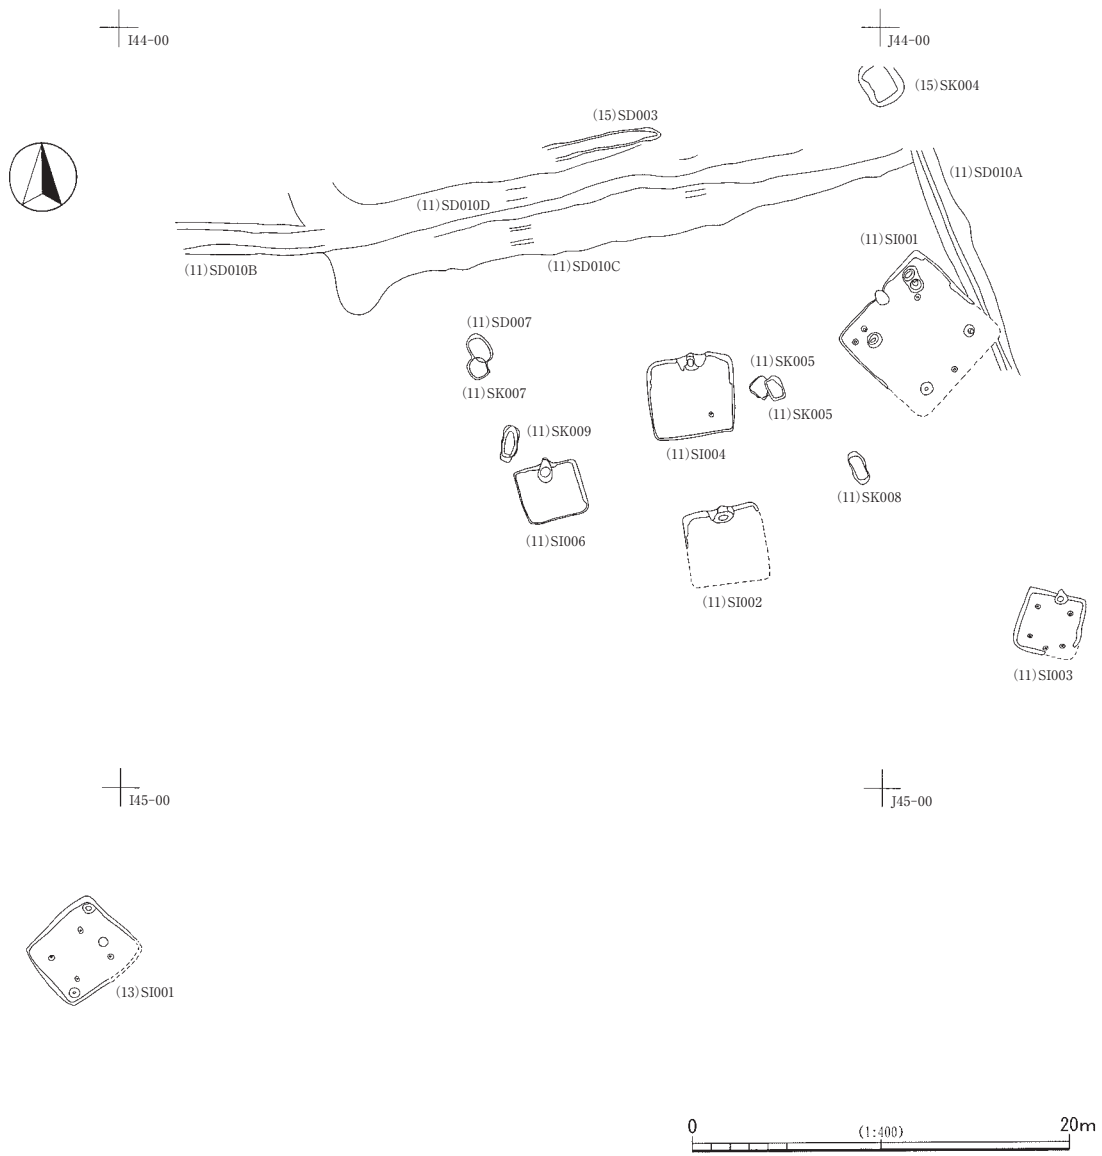 I44-00
J44-00
(15)SK004
(15)SD003
(11)SD010A
(11)SD010D
(11)SI001
(11)SD010B
(11)SD010C
(11)SD007
(11)SK005
(11)SK007
(11)SK005
(11)SK009
(11)SI004
(11)SK008
(11)SI006
(11)SI002
(11)SI003
I45-00
J45-00
(13)SI001
0 (1:400) 20m